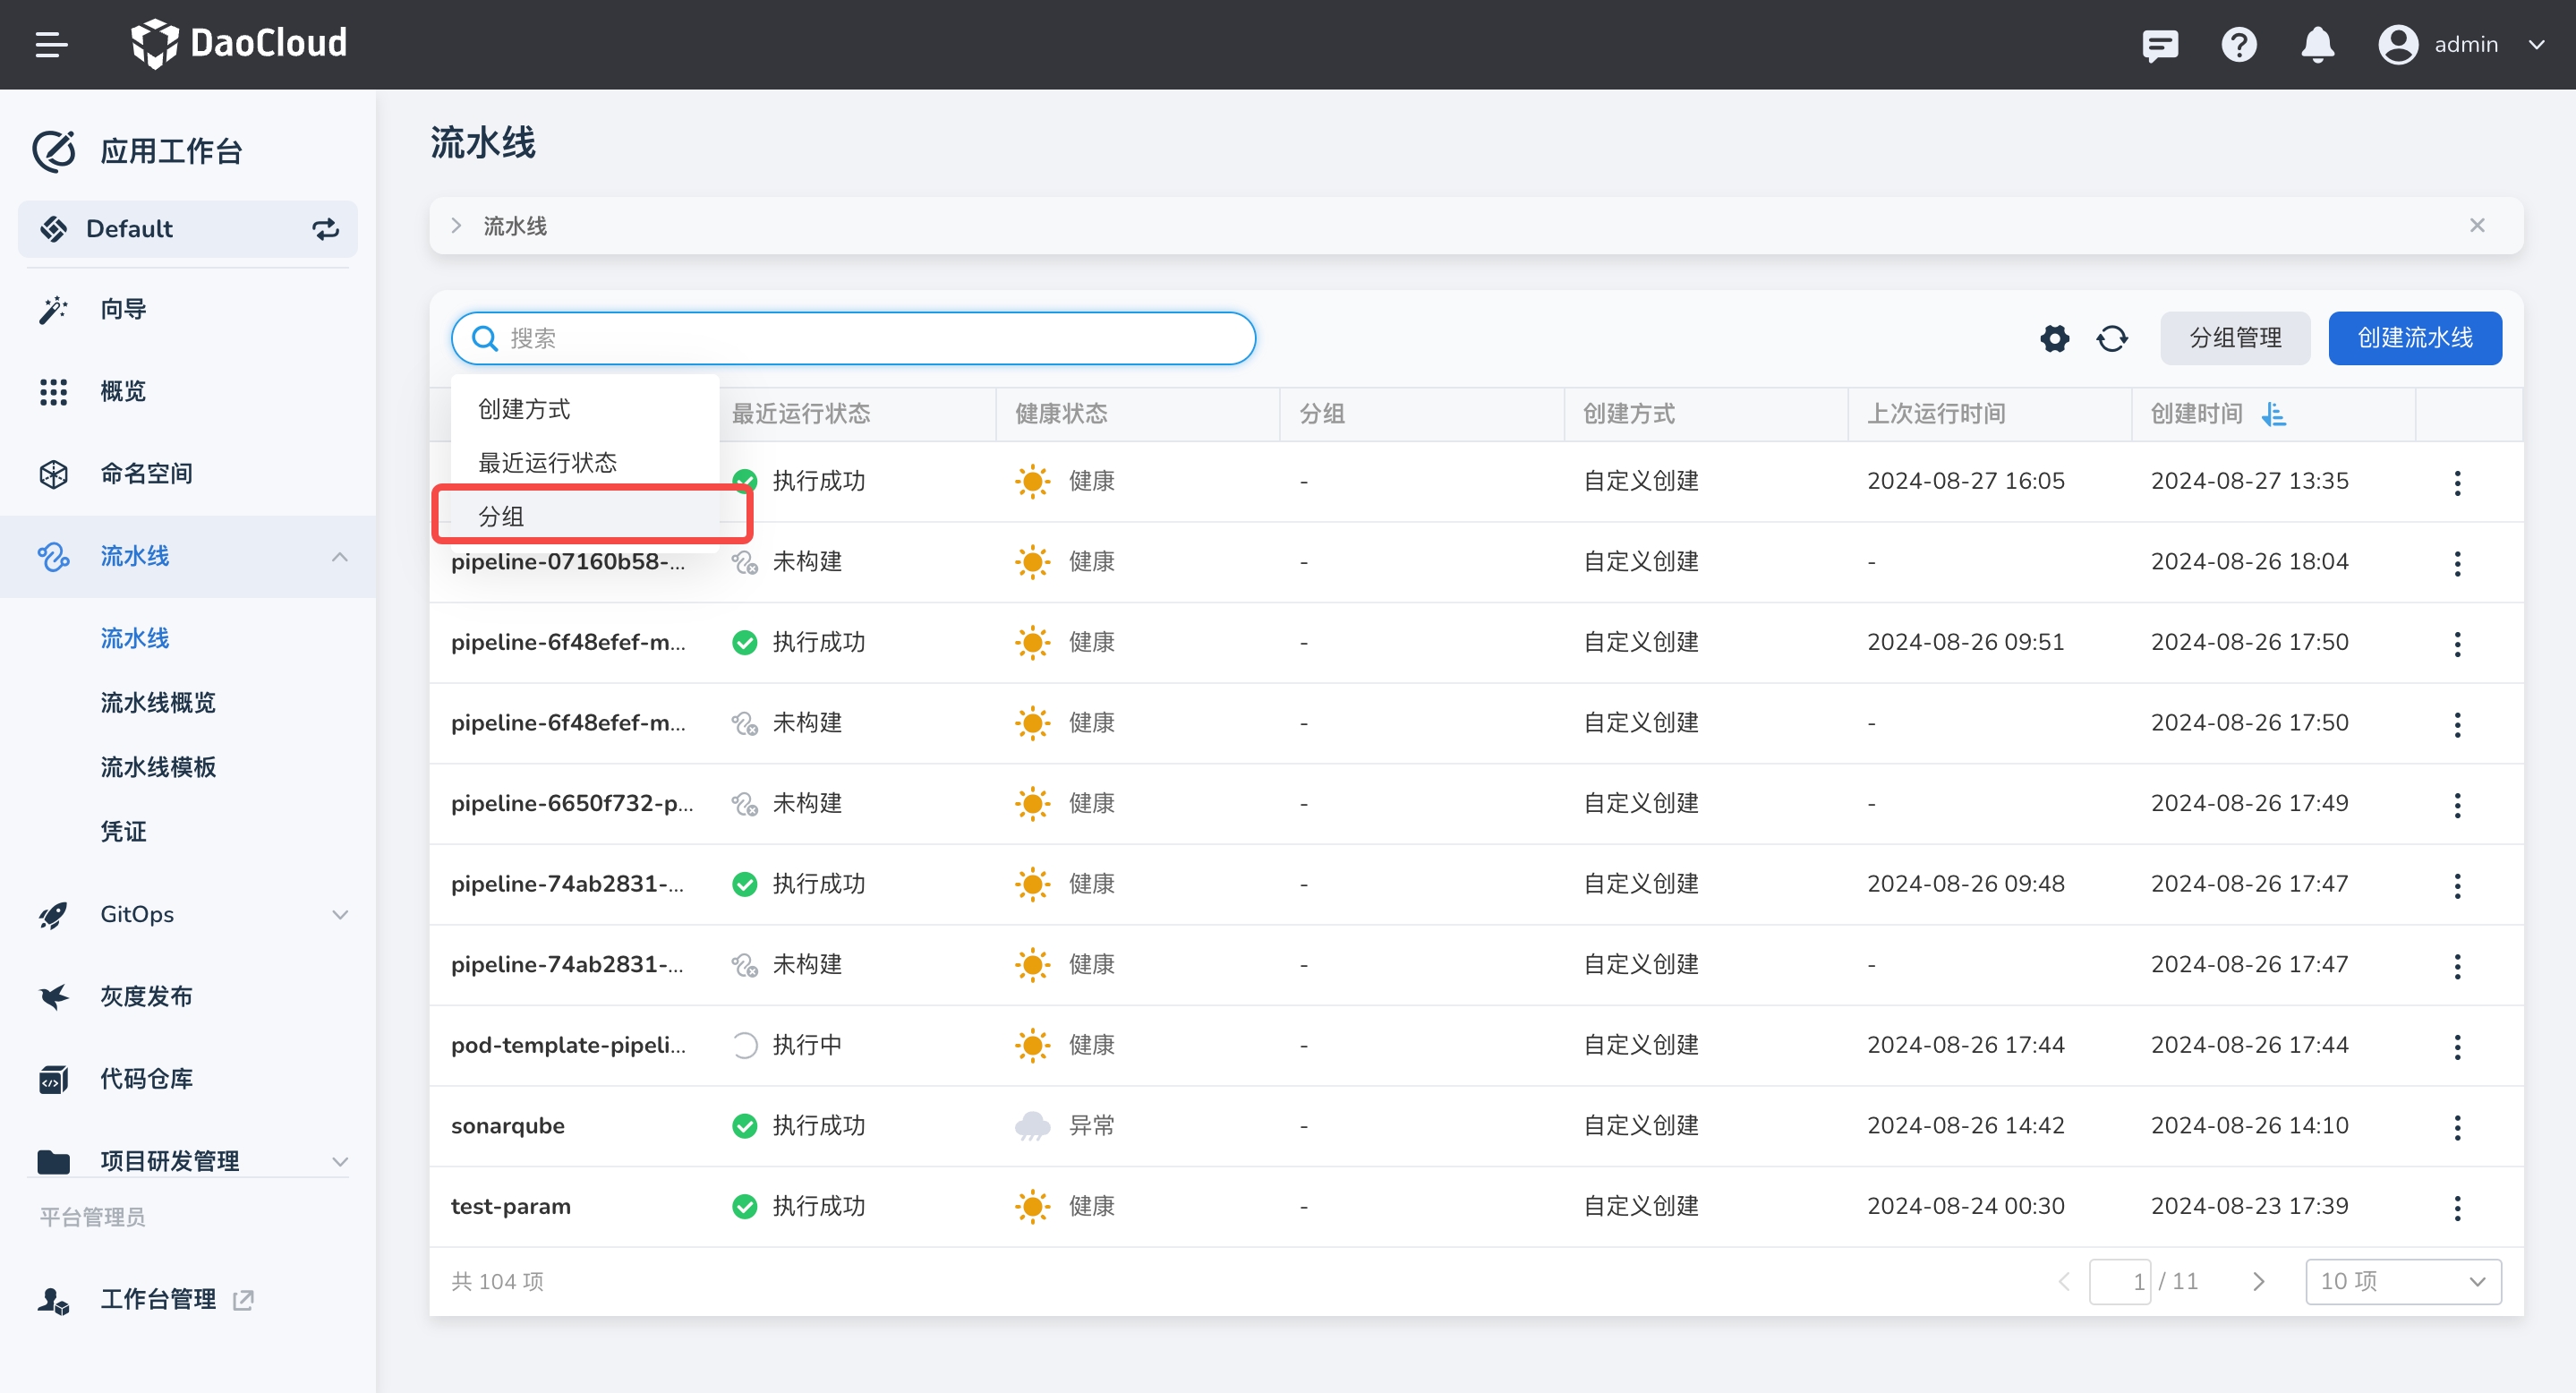 DaoCloud
admin
应用工作台
Default
向导
概览
命名空间
流水线
流水线
流水线概览
流水线模板
凭证
GitOps
灰度发布
代码仓库
项目研发管理
平台管理员
工作台管理
流水线
流水线
搜索
分组管理
创建流水线
创建方式
最近运行状态
分组
最近运行状态 健康状态 分组 创建方式 上次运行时间 创建时间
执行成功 健康 - 自定义创建 2024-08-27 16:05 2024-08-27 13:35
pipeline-07160b58-... 未构建 健康 - 自定义创建 - 2024-08-26 18:04
pipeline-6f48efef-m... 执行成功 健康 - 自定义创建 2024-08-26 09:51 2024-08-26 17:50
pipeline-6f48efef-m... 未构建 健康 - 自定义创建 - 2024-08-26 17:50
pipeline-6650f732-p... 未构建 健康 - 自定义创建 - 2024-08-26 17:49
pipeline-74ab2831-... 执行成功 健康 - 自定义创建 2024-08-26 09:48 2024-08-26 17:47
pipeline-74ab2831-... 未构建 健康 - 自定义创建 - 2024-08-26 17:47
pod-template-pipeli... 执行中 健康 - 自定义创建 2024-08-26 17:44 2024-08-26 17:44
sonarqube 执行成功 异常 - 自定义创建 2024-08-26 14:42 2024-08-26 14:10
test-param 执行成功 健康 - 自定义创建 2024-08-24 00:30 2024-08-23 17:39
共 104 项
1 / 11
10 项